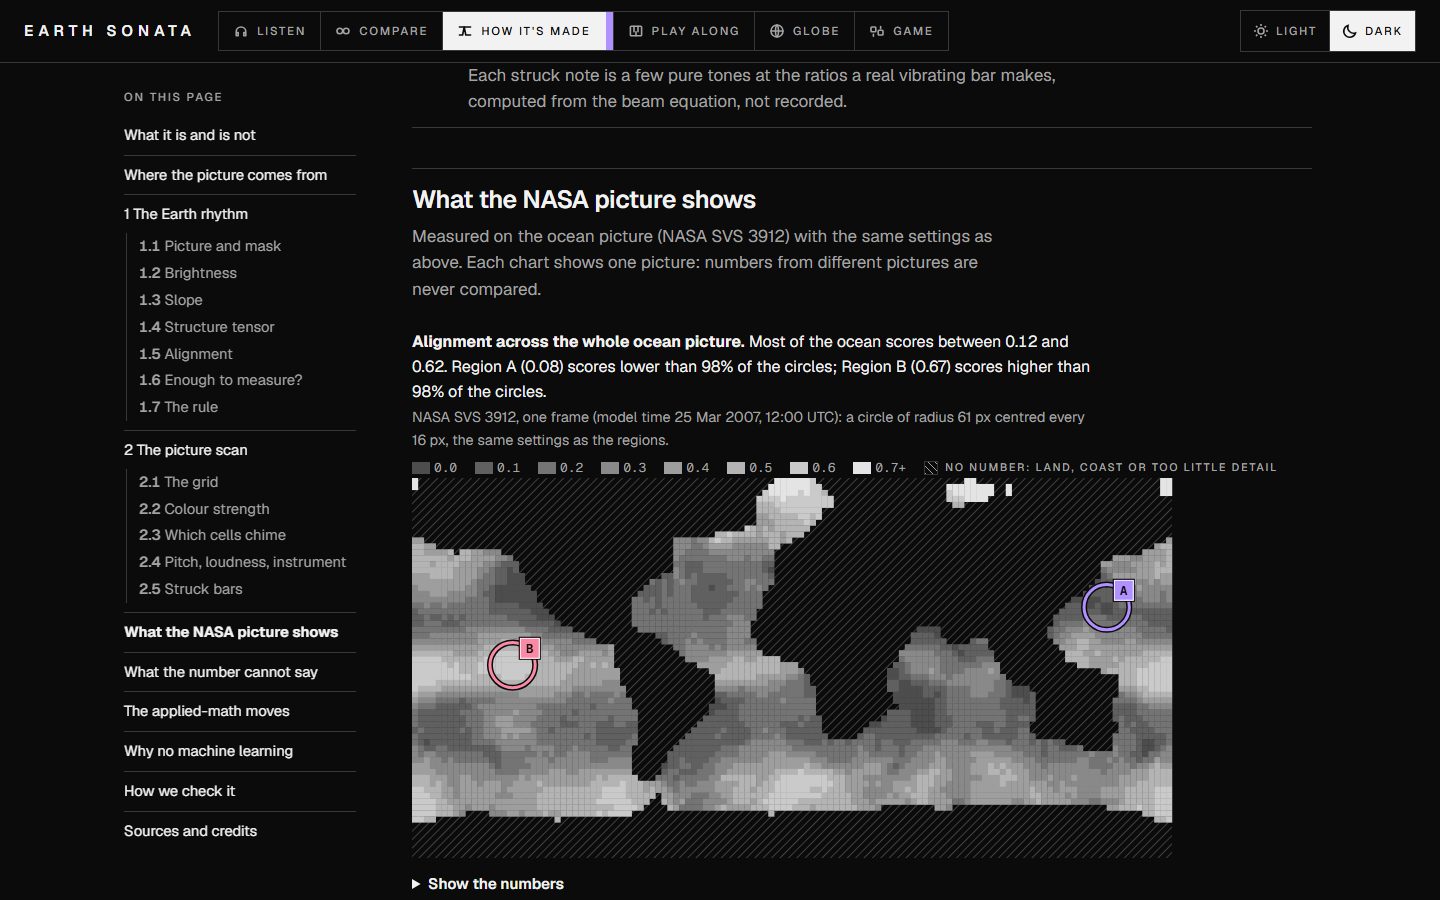 EARTH SONATA
LISTEN
COMPARE
HOW IT'S MADE
PLAY ALONG
GLOBE
GAME
LIGHT
DARK
ON THIS PAGE
What it is and is not
Where the picture comes from
1 The Earth rhythm
1.1 Picture and mask
1.2 Brightness
1.3 Slope
1.4 Structure tensor
1.5 Alignment
1.6 Enough to measure?
1.7 The rule
2 The picture scan
2.1 The grid
2.2 Colour strength
2.3 Which cells chime
2.4 Pitch, loudness, instrument
2.5 Struck bars
What the NASA picture shows
What the number cannot say
The applied-math moves
Why no machine learning
How we check it
Sources and credits
Each struck note is a few pure tones at the ratios a real vibrating bar makes,
computed from the beam equation, not recorded.
What the NASA picture shows
Measured on the ocean picture (NASA SVS 3912) with the same settings as
above. Each chart shows one picture: numbers from different pictures are
never compared.
Alignment across the whole ocean picture. Most of the ocean scores between 0.12 and
0.62. Region A (0.08) scores lower than 98% of the circles; Region B (0.67) scores higher than
98% of the circles.
NASA SVS 3912, one frame (model time 25 Mar 2007, 12:00 UTC): a circle of radius 61 px centred every
16 px, the same settings as the regions.
0.0 0.1 0.2 0.3 0.4 0.5 0.6 0.7+ NO NUMBER: LAND, COAST OR TOO LITTLE DETAIL
A
B
Show the numbers